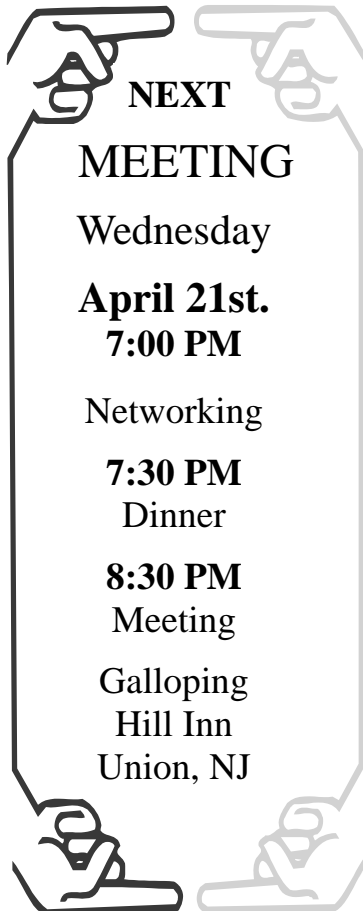 NEXT
MEETING
Wednesday
April 21st.
7:00 PM
Networking
7:30 PM
Dinner
8:30 PM
Meeting
Galloping
Hill Inn
Union, NJ